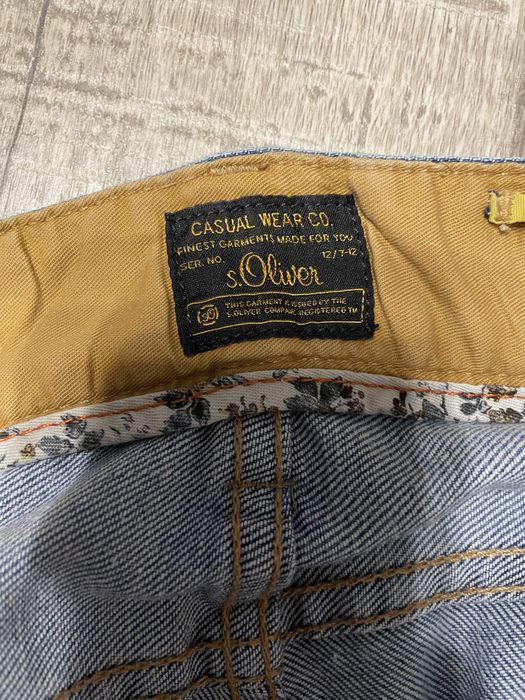 CASUAL WEAR CO.
FINEST GARMENTS MADE FOR YOU
SER. NO. 12/7-12
s.Oliver
THIS GARMENT IS ISSUED BY THE
S.OLIVER COMPANY. REGISTERED TM